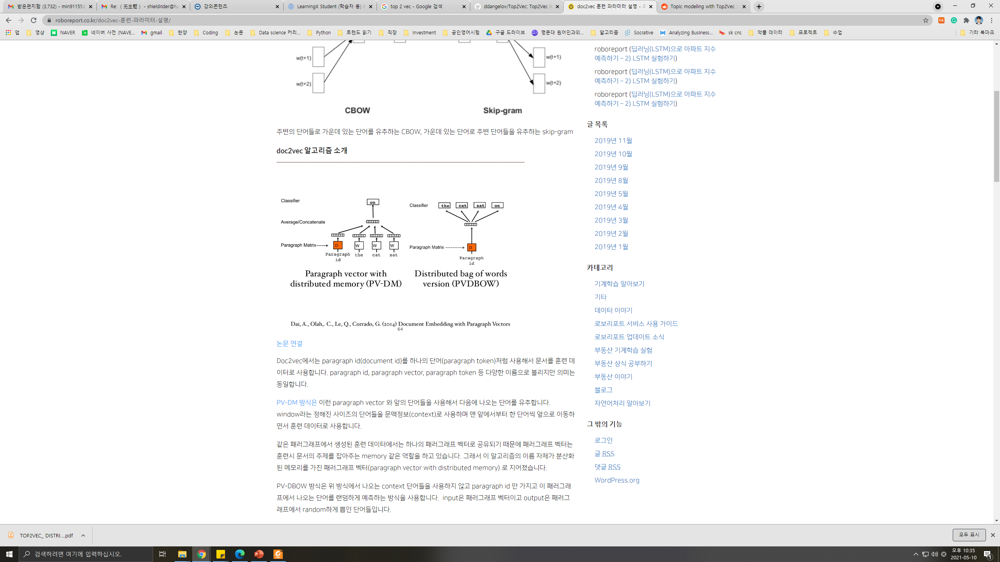 받은편지함 (3,732) - min91155@
Re: ( 无主题 ) - shieldrider@ha
강의콘텐츠
LearningX Student (학습자 용) P
top 2 vec - Google 검색
ddangelov/Top2Vec: Top2Vec le
doc2vec 훈련 파라미터 설명 - 트
Topic modeling with Top2Vec :
roboreport.co.kr/doc2vec-훈련-파라미터-설명/
앱 영상 NAVER 네이버 사전 (NAVE... gmail 한양 Coding 논문 Data science 커리... Python 트렌드 읽기 직장 Investment 공인영어시험 구글 드라이브 명문대 원어민과의... 알고리즘 Socrative Analyzing Business... sk cnc 악플 데이터 프로젝트 수업 기타 북마크
w(t+1)
w(t+2)
w(t+1)
w(t+2)
CBOW
Skip-gram
주변의 단어들로 가운데 있는 단어를 유추하는 CBOW, 가운데 있는 단어로 주변 단어들을 유추하는 skip-gram
doc2vec 알고리즘 소개
Classifier
on
Average/Concatenate
Paragraph Matrix
D W W W
Paragraph id the cat sat
Classifier
the cat sat on
Paragraph Matrix
D
Paragraph
id
Paragraph vector with
distributed memory (PV-DM)
Distributed bag of words
version (PVDBOW)
Dai, A., Olah,. C., Le, Q., Corrado, G. (2014) Document Embedding with Paragraph Vectors
64
논문 연결
Doc2vec에서는 paragraph id(document id)를 하나의 단어(paragraph token)처럼 사용해서 문서를 훈련 데
이터로 사용합니다. paragraph id, paragraph vector, paragraph token 등 다양한 이름으로 불리지만 의미는
동일합니다.
PV-DM 방식은 이런 paragraph vector 와 앞의 단어들을 사용해서 다음에 나오는 단어를 유추합니다.
window라는 정해진 사이즈의 단어들을 문맥정보(context)로 사용하며 맨 앞에서부터 한 단어씩 옆으로 이동하
면서 훈련 데이터로 사용합니다.
같은 패러그래프에서 생성된 훈련 데이터에서는 하나의 패러그래프 벡터로 공유되기 때문에 패러그래프 벡터는
훈련시 문서의 주제를 잡아주는 memory 같은 역할을 하고 있습니다. 그래서 이 알고리즘의 이름 자체가 분산화
된 메모리를 가진 패러그래프 벡터(paragraph vector with distributed memory) 로 지어졌습니다.
PV-DBOW 방식은 위 방식에서 나오는 context 단어들을 사용하지 않고 paragraph id 만 가지고 이 패러그래
프에서 나오는 단어를 랜덤하게 예측하는 방식을 사용합니다. input은 패러그래프 벡터이고 output은 패러그
래프에서 random하게 뽑인 단어들입니다.
roboreport (딥러닝(LSTM)으로 아파트 지수
예측하기 – 2) LSTM 실험하기)
roboreport (딥러닝(LSTM)으로 아파트 지수
예측하기 – 2) LSTM 실험하기)
roboreport (딥러닝(LSTM)으로 아파트 지수
예측하기 – 2) LSTM 실험하기)
글 목록
2019년 11월
2019년 10월
2019년 9월
2019년 8월
2019년 5월
2019년 4월
2019년 3월
2019년 2월
2019년 1월
카테고리
기계학습 알아보기
기타
데이터 이야기
로보리포트 서비스 사용 가이드
로보리포트 업데이트 소식
부동산 기계학습 실험
부동산 상식 공부하기
부동산 이야기
블로그
자연어처리 알아보기
그 밖의 기능
로그인
글 RSS
댓글 RSS
WordPress.org
TOP2VEC_ DISTRI....pdf
모두 표시
검색하려면 여기에 입력하십시오.
오후 10:35
2021-05-10
1